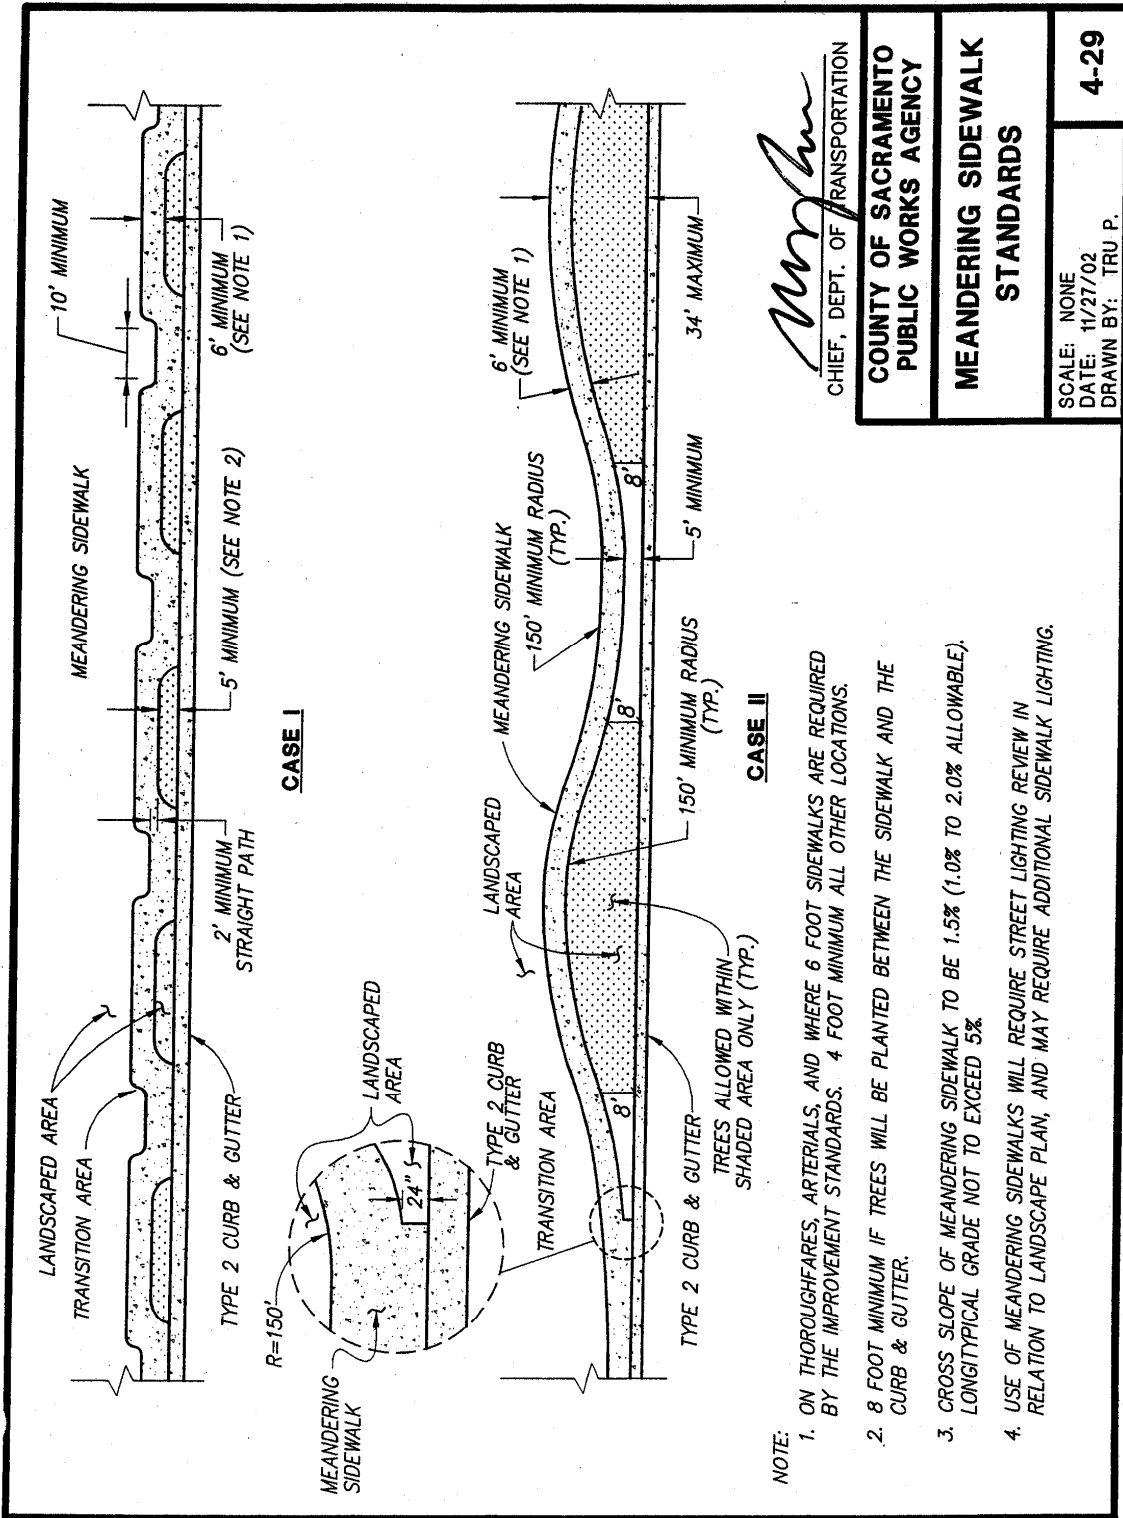 MEANDERING SIDEWALK
10' MINIMUM
LANDSCAPED AREA
TRANSITION AREA
TYPE 2 CURB & GUTTER
2' MINIMUM
STRAIGHT PATH
5' MINIMUM (SEE NOTE 2)
6' MINIMUM
(SEE NOTE 1)
CASE I
R=150'
MEANDERING
SIDEWALK
LANDSCAPED
AREA
24"
TYPE 2 CURB
& GUTTER
TRANSITION AREA
LANDSCAPED
AREA
MEANDERING SIDEWALK
150' MINIMUM RADIUS
(TYP.)
6' MINIMUM
(SEE NOTE 1)
8'
8'
8'
TYPE 2 CURB & GUTTER
TREES ALLOWED WITHIN
SHADED AREA ONLY (TYP.)
150' MINIMUM RADIUS
(TYP.)
5' MINIMUM
34' MAXIMUM
CASE II
NOTE:
1. ON THOROUGHFARES, ARTERIALS, AND WHERE 6 FOOT SIDEWALKS ARE REQUIRED
BY THE IMPROVEMENT STANDARDS. 4 FOOT MINIMUM ALL OTHER LOCATIONS.
2. 8 FOOT MINIMUM IF TREES WILL BE PLANTED BETWEEN THE SIDEWALK AND THE
CURB & GUTTER.
3. CROSS SLOPE OF MEANDERING SIDEWALK TO BE 1.5% (1.0% TO 2.0% ALLOWABLE).
LONGITYPICAL GRADE NOT TO EXCEED 5%.
4. USE OF MEANDERING SIDEWALKS WILL REQUIRE STREET LIGHTING REVIEW IN
RELATION TO LANDSCAPE PLAN, AND MAY REQUIRE ADDITIONAL SIDEWALK LIGHTING.
CHIEF, DEPT. OF TRANSPORTATION
COUNTY OF SACRAMENTO
PUBLIC WORKS AGENCY
MEANDERING SIDEWALK
STANDARDS
SCALE: NONE
DATE: 11/27/02
DRAWN BY: TRU P.
4-29